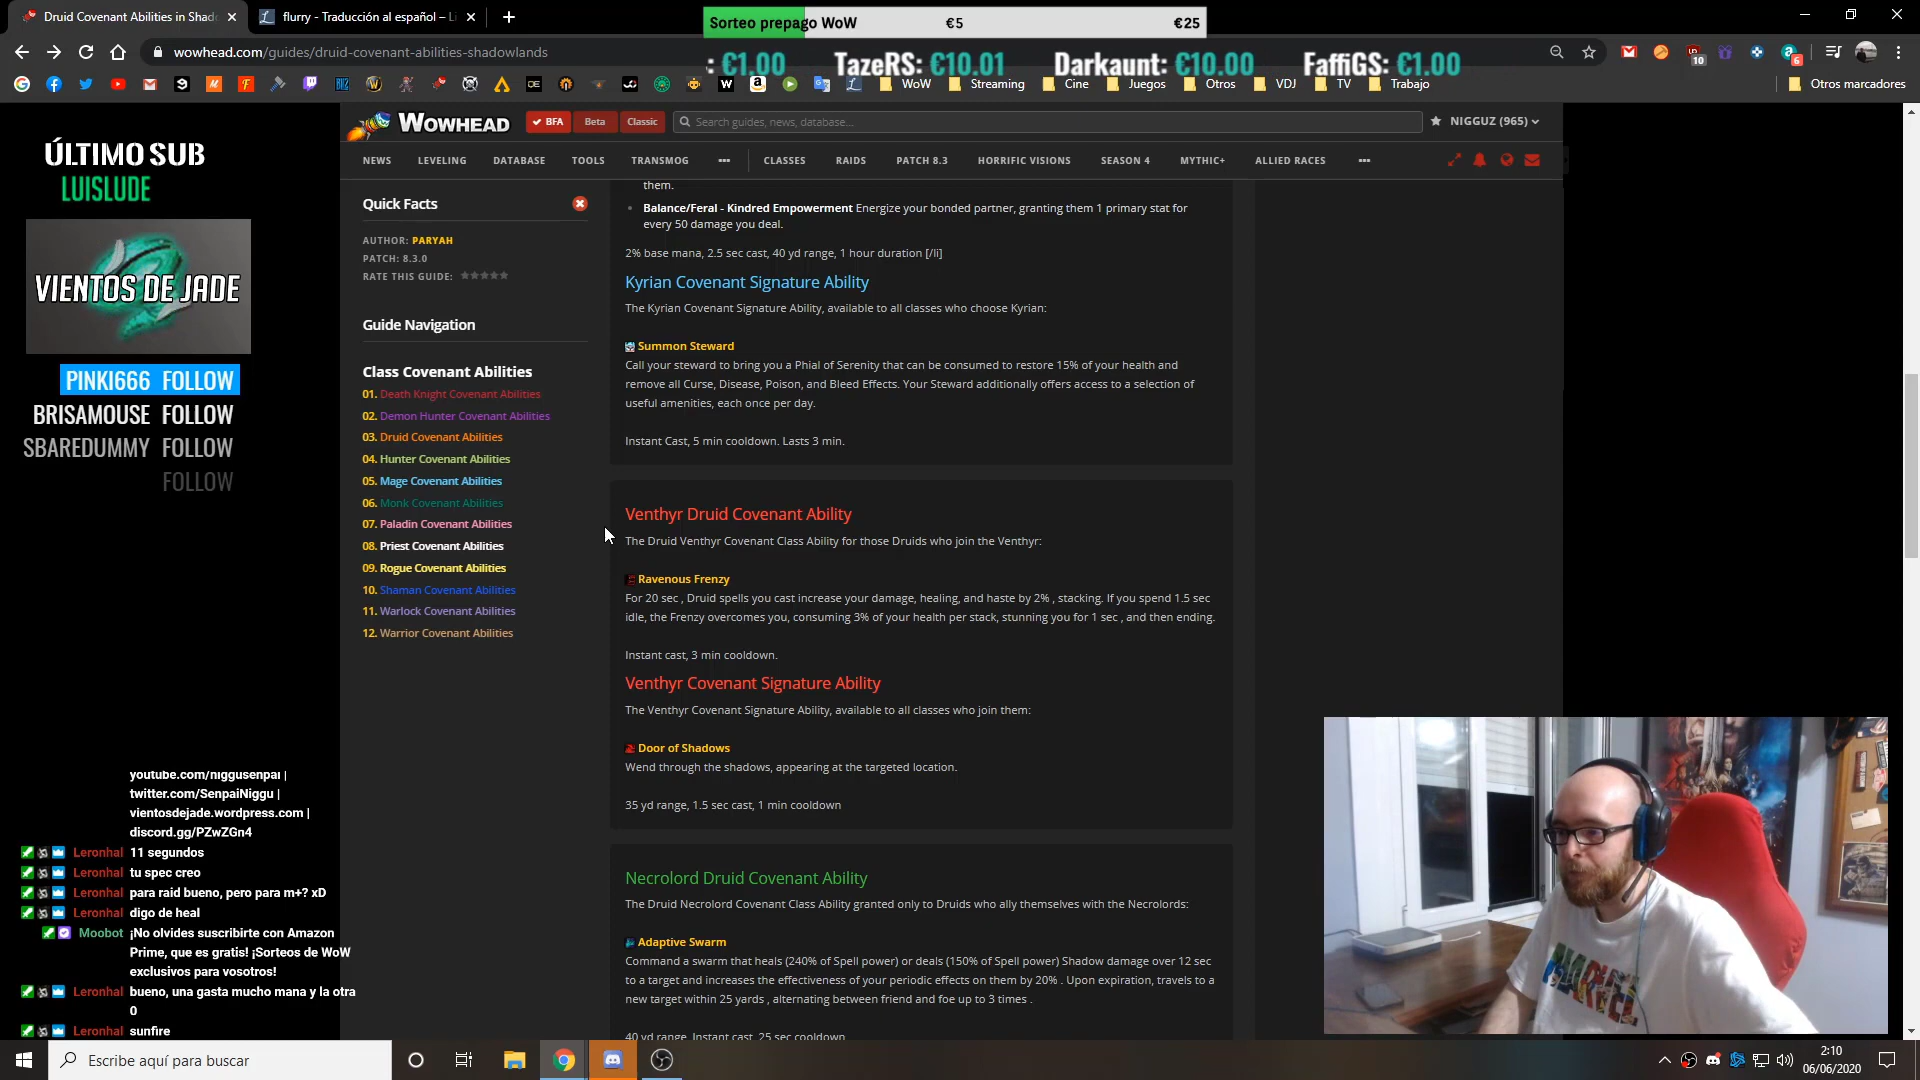 Druid Covenant Abilities in Shad
flurry - Traducción al español – Li
Sorteo prepago WoW €5 €25
wowhead.com/guides/druid-covenant-abilities-shadowlands
: €1.00 TazeRS: €10.01 Darkaunt: €10.00 FaffiGS: €1.00
10
6
WoW Streaming Cine Juegos Otros VDJ TV Trabajo Otros marcadores
WOWHEAD
BFA Beta Classic
Search guides, news, database...
NIGGUZ (965)
NEWS LEVELING DATABASE TOOLS TRANSMOG ••• CLASSES RAIDS PATCH 8.3 HORRIFIC VISIONS SEASON 4 MYTHIC+ ALLIED RACES •••
ÚLTIMO SUB
LUISLUDE
VIENTOS DE JADE
PINKI666 FOLLOW
BRISAMOUSE FOLLOW
SBAREDUMMY FOLLOW
FOLLOW
Quick Facts
AUTHOR: PARYAH
PATCH: 8.3.0
RATE THIS GUIDE:
Guide Navigation
Class Covenant Abilities
01. Death Knight Covenant Abilities
02. Demon Hunter Covenant Abilities
03. Druid Covenant Abilities
04. Hunter Covenant Abilities
05. Mage Covenant Abilities
06. Monk Covenant Abilities
07. Paladin Covenant Abilities
08. Priest Covenant Abilities
09. Rogue Covenant Abilities
10. Shaman Covenant Abilities
11. Warlock Covenant Abilities
12. Warrior Covenant Abilities
them.
• Balance/Feral - Kindred Empowerment Energize your bonded partner, granting them 1 primary stat for
every 50 damage you deal.
2% base mana, 2.5 sec cast, 40 yd range, 1 hour duration [/li]
Kyrian Covenant Signature Ability
The Kyrian Covenant Signature Ability, available to all classes who choose Kyrian:
Summon Steward
Call your steward to bring you a Phial of Serenity that can be consumed to restore 15% of your health and
remove all Curse, Disease, Poison, and Bleed Effects. Your Steward additionally offers access to a selection of
useful amenities, each once per day.
Instant Cast, 5 min cooldown. Lasts 3 min.
Venthyr Druid Covenant Ability
The Druid Venthyr Covenant Class Ability for those Druids who join the Venthyr:
Ravenous Frenzy
For 20 sec , Druid spells you cast increase your damage, healing, and haste by 2% , stacking. If you spend 1.5 sec
idle, the Frenzy overcomes you, consuming 3% of your health per stack, stunning you for 1 sec , and then ending.
Instant cast, 3 min cooldown.
Venthyr Covenant Signature Ability
The Venthyr Covenant Signature Ability, available to all classes who join them:
Door of Shadows
Wend through the shadows, appearing at the targeted location.
35 yd range, 1.5 sec cast, 1 min cooldown
Necrolord Druid Covenant Ability
The Druid Necrolord Covenant Class Ability granted only to Druids who ally themselves with the Necrolords:
Adaptive Swarm
Command a swarm that heals (240% of Spell power) or deals (150% of Spell power) Shadow damage over 12 sec
to a target and increases the effectiveness of your periodic effects on them by 20% . Upon expiration, travels to a
new target within 25 yards , alternating between friend and foe up to 3 times .
40 yd range, Instant cast, 25 sec cooldown
youtube.com/niggusenpai |
twitter.com/SenpaiNiggu |
vientosdejade.wordpress.com |
discord.gg/PZwZGn4
Leronhal 11 segundos
Leronhal tu spec creo
Leronhal para raid bueno, pero para m+? xD
Leronhal digo de heal
Moobot ¡No olvides suscribirte con Amazon
Prime, que es gratis! ¡Sorteos de WoW
exclusivos para vosotros!
Leronhal bueno, una gasta mucho mana y la otra
0
Leronhal sunfire
Escribe aquí para buscar
2:10
06/06/2020